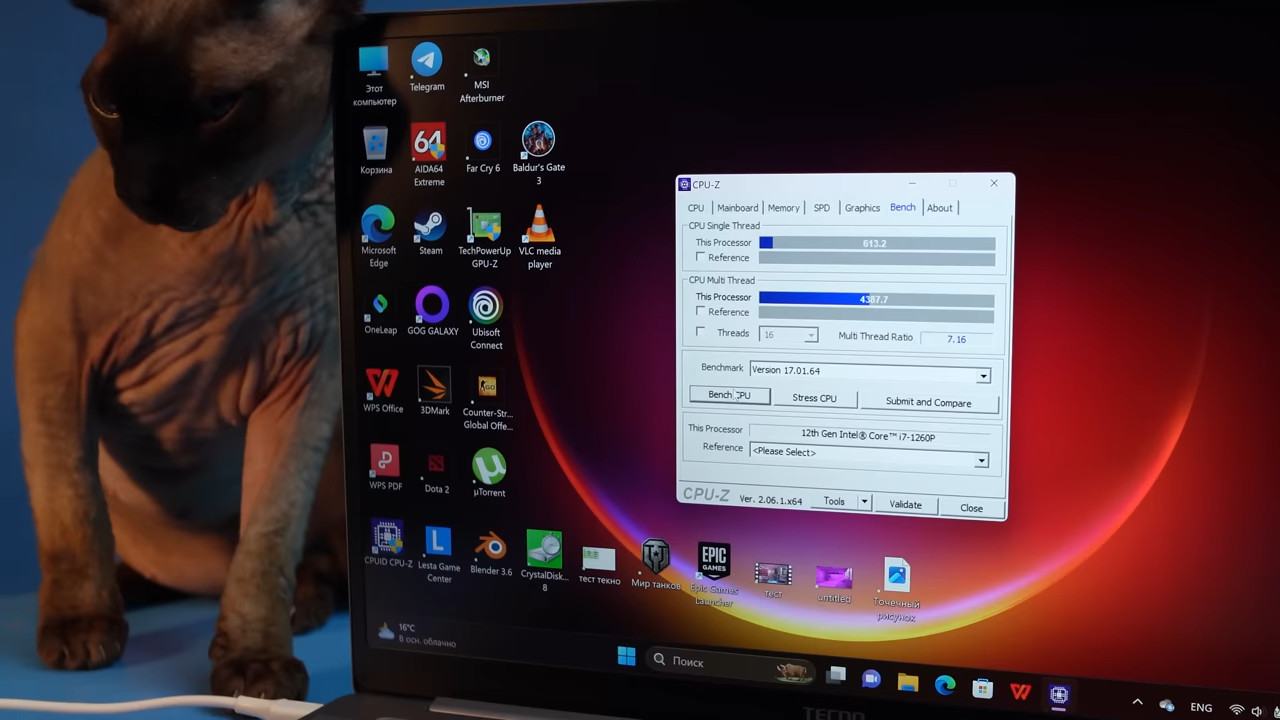 Этот
компьютер
Telegram
MSI
Afterburner
Корзина
64
AIDA64
Extreme
Far Cry 6
Baldur's Gate
3
Microsoft
Edge
Steam
TechPowerUp
GPU-Z
VLC media
player
OneLeap
GOG GALAXY
Ubisoft
Connect
WPS Office
3DMark
GO
Counter-Str...
Global Offe...
WPS PDF
Dota 2
µTorrent
CPUID CPU-Z
L
Lesta Game
Center
Blender 3.6
CrystalDisk...
8
тест техно
Мир танков
EPIC
GAMES
Epic Games
Launcher
тест
untitled
Точечный
рисунок
CPU-Z
CPU
Mainboard
Memory
SPD
Graphics
Bench
About
CPU Single Thread
This Processor
613.2
Reference
CPU Multi Thread
This Processor
4387.7
Reference
Threads
16
Multi Thread Ratio
7.16
Benchmark
Version 17.01.64
Bench CPU
Stress CPU
Submit and Compare
This Processor
12th Gen Intel® Core™ i7-1260P
Reference
<Please Select>
CPU-Z
Ver. 2.06.1.x64
Tools
Validate
Close
16°C
В осн. облачно
Поиск
ENG
TECNO